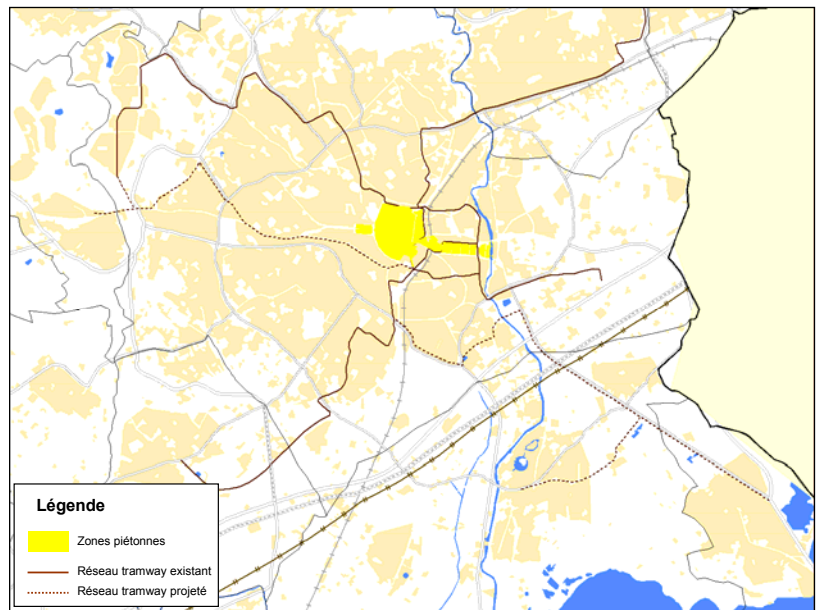 Légende
Zones piétonnes
Réseau tramway existant
Réseau tramway projeté